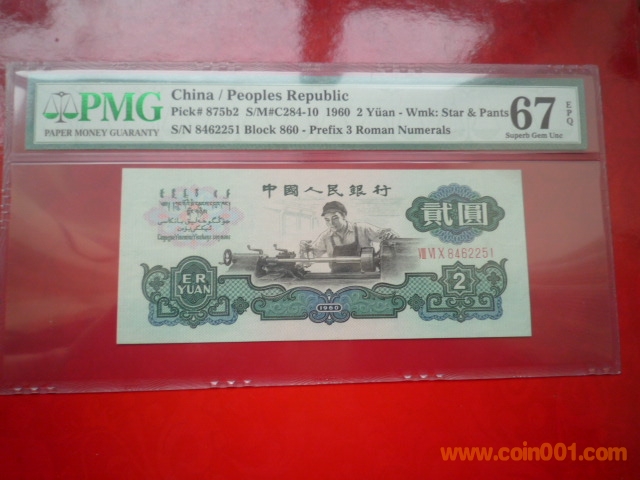 PMG
PAPER MONEY GUARANTY
China / Peoples Republic
Pick# 875b2 S/M#C284-10 1960 2 Yüan - Wmk: Star & Pants
S/N 8462251 Block 860 - Prefix 3 Roman Numerals
67 EPQ
Superb Gem Unc
中國人民銀行
貳圓
VIII VI X 8462251
ER
YUAN
2
1960
www.coin001.com